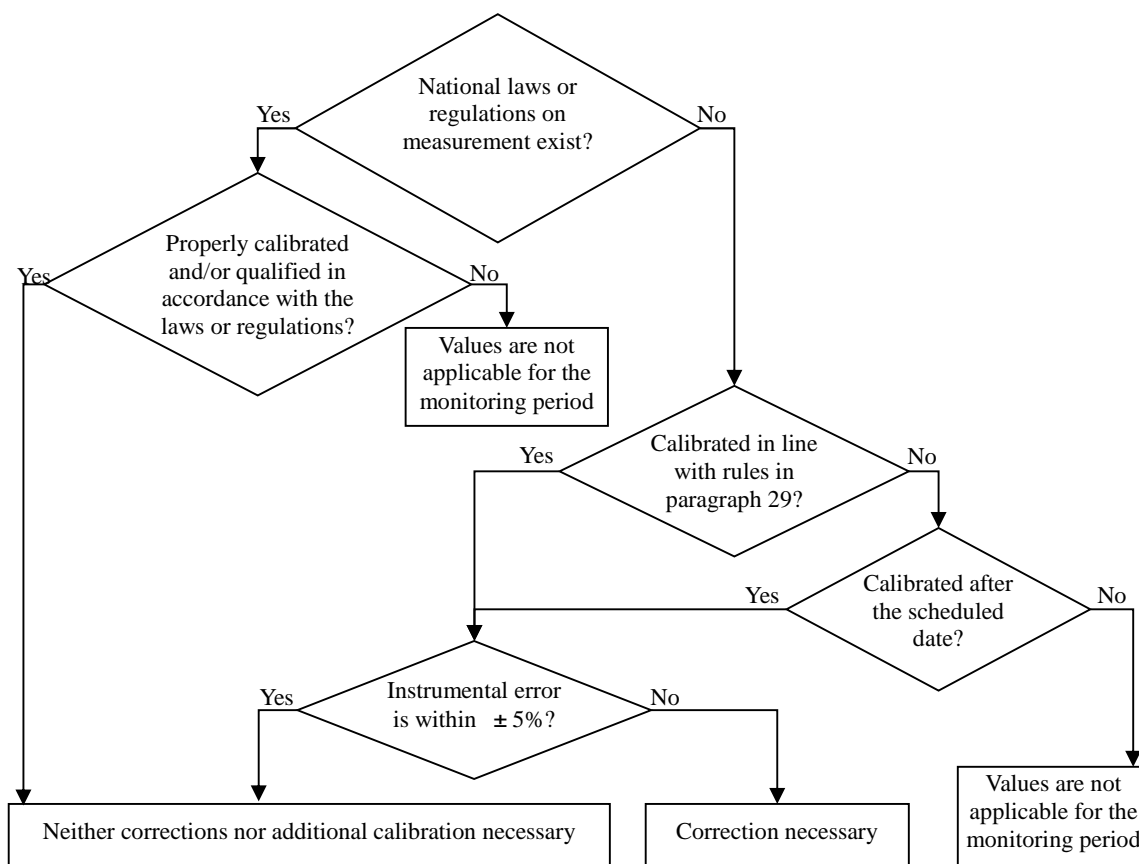 National laws or
regulations on
measurement exist?
Yes
No
Properly calibrated
and/or qualified in
accordance with the
laws or regulations?
Yes
No
Values are not
applicable for the
monitoring period
Calibrated in line
with rules in
paragraph 29?
Yes
No
Calibrated after
the scheduled
date?
Yes
No
Instrumental error
is within ± 5%?
Yes
No
Neither corrections nor additional calibration necessary
Correction necessary
Values are not
applicable for the
monitoring period